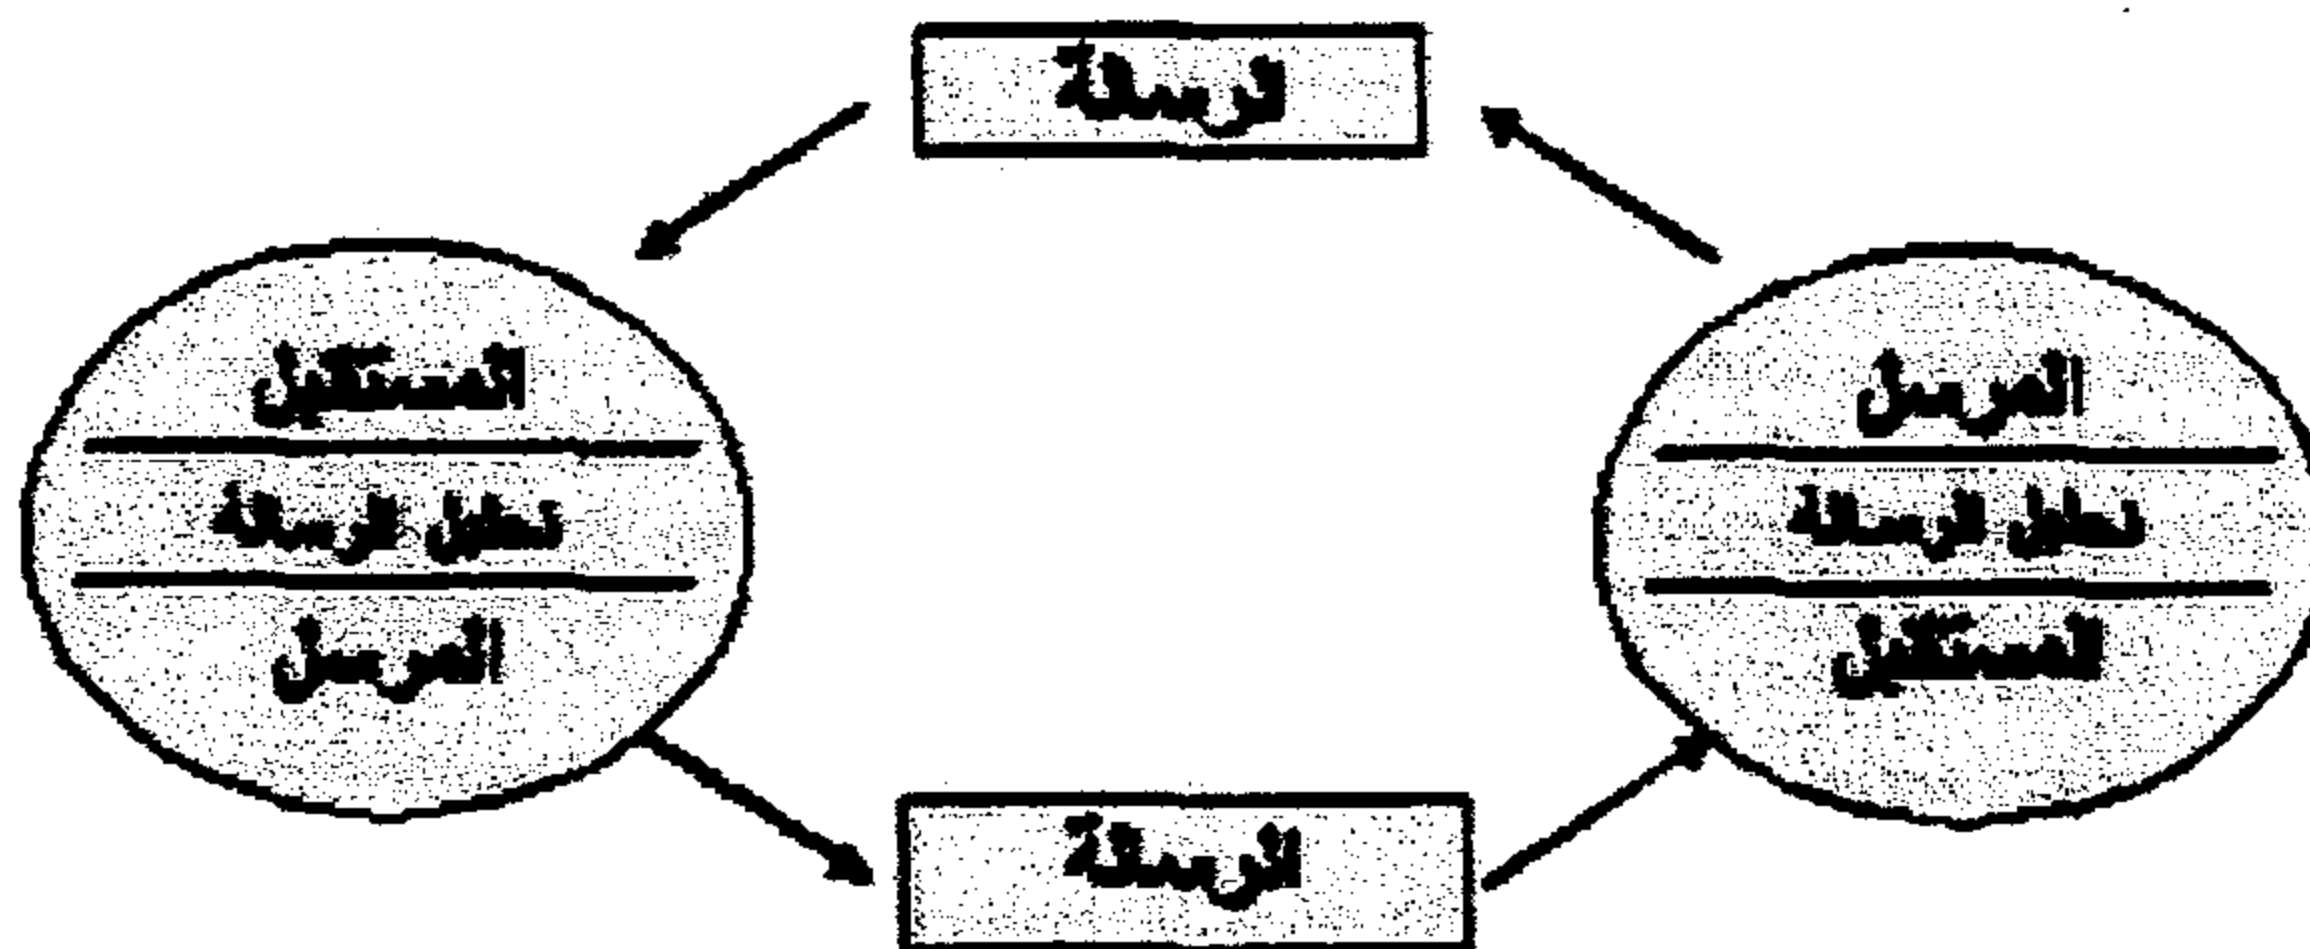 الرسالة
المرسل
تحليل الرسالة
المستقبل
المستقبل
تحليل الرسالة
المرسل
الرسالة